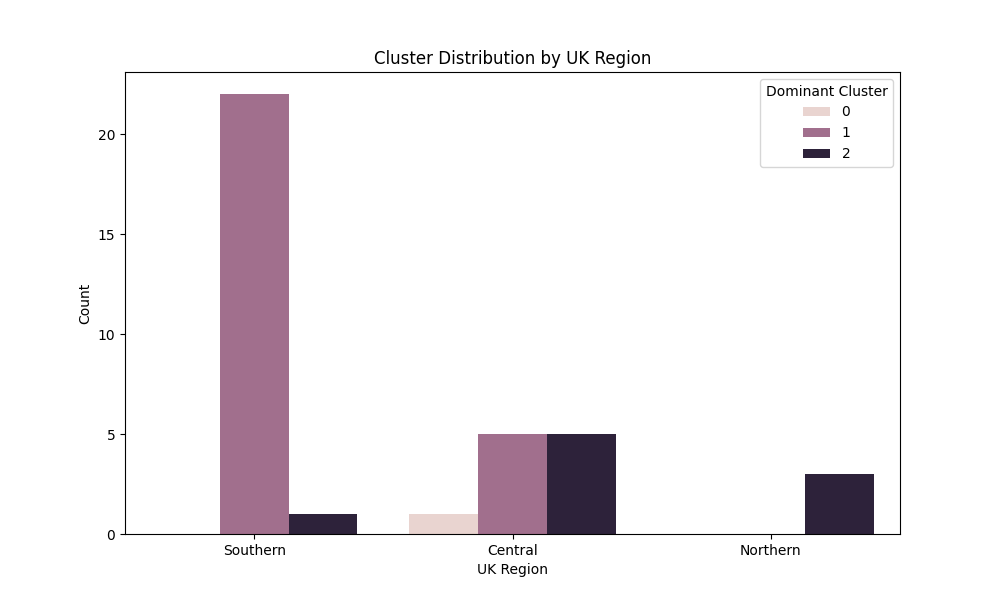 Cluster Distribution by UK Region
Dominant Cluster
0
1
2
20
15
10
5
0
Count
Southern
Central
Northern
UK Region